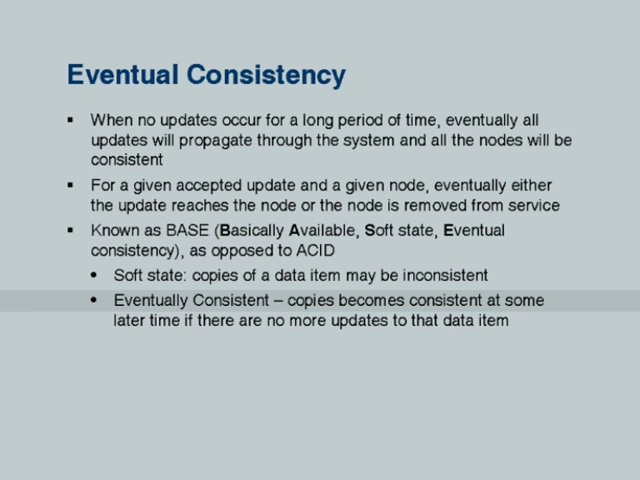 Eventual Consistency
▪ When no updates occur for a long period of time, eventually all
updates will propagate through the system and all the nodes will be
consistent
▪ For a given accepted update and a given node, eventually either
the update reaches the node or the node is removed from service
▪ Known as BASE (Basically Available, Soft state, Eventual
consistency), as opposed to ACID
• Soft state: copies of a data item may be inconsistent
• Eventually Consistent – copies becomes consistent at some
later time if there are no more updates to that data item